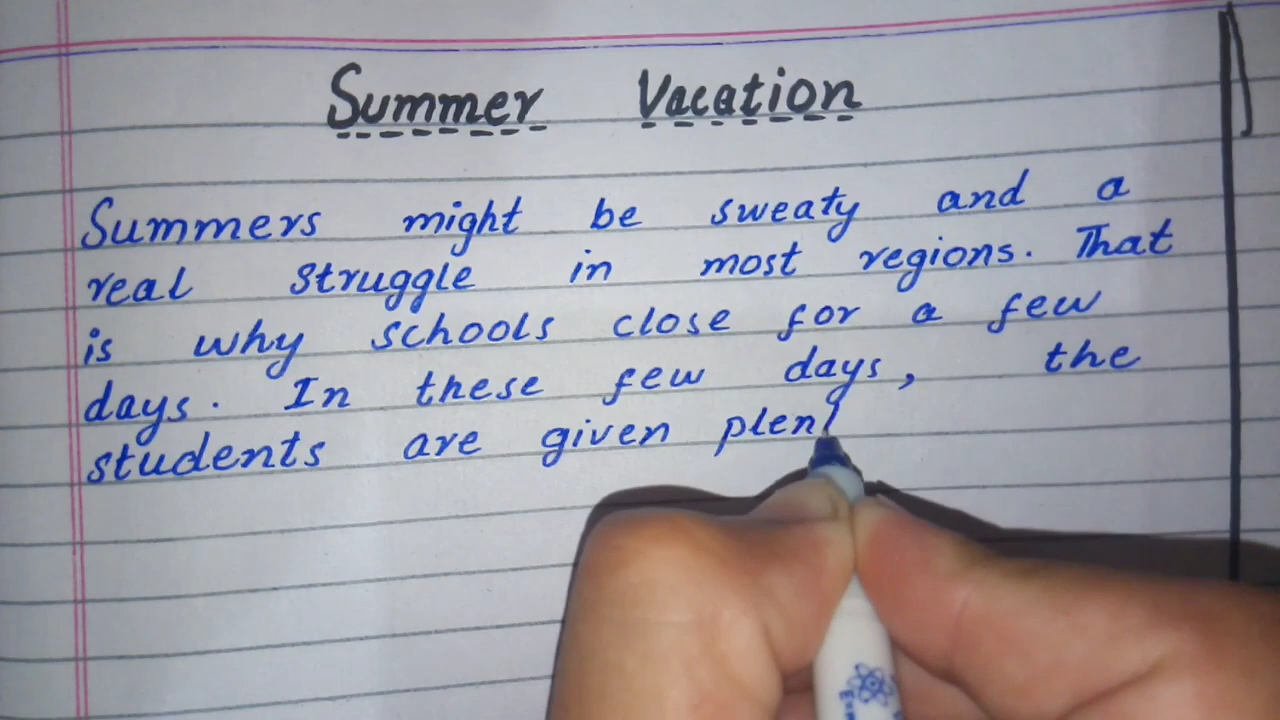 Summer Vacation
Summers might be sweaty and a
real struggle in most regions. That
is why schools close for a few
days. In these few days, the
students are given plen